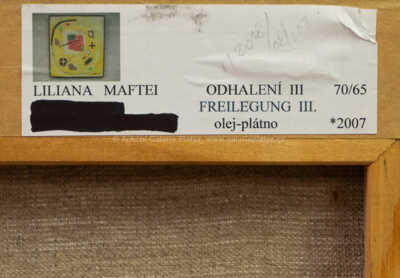 LILIANA MAFTEI ODHALENÍ III 70/65
FREILEGUNG III.
olej-plátno *2007